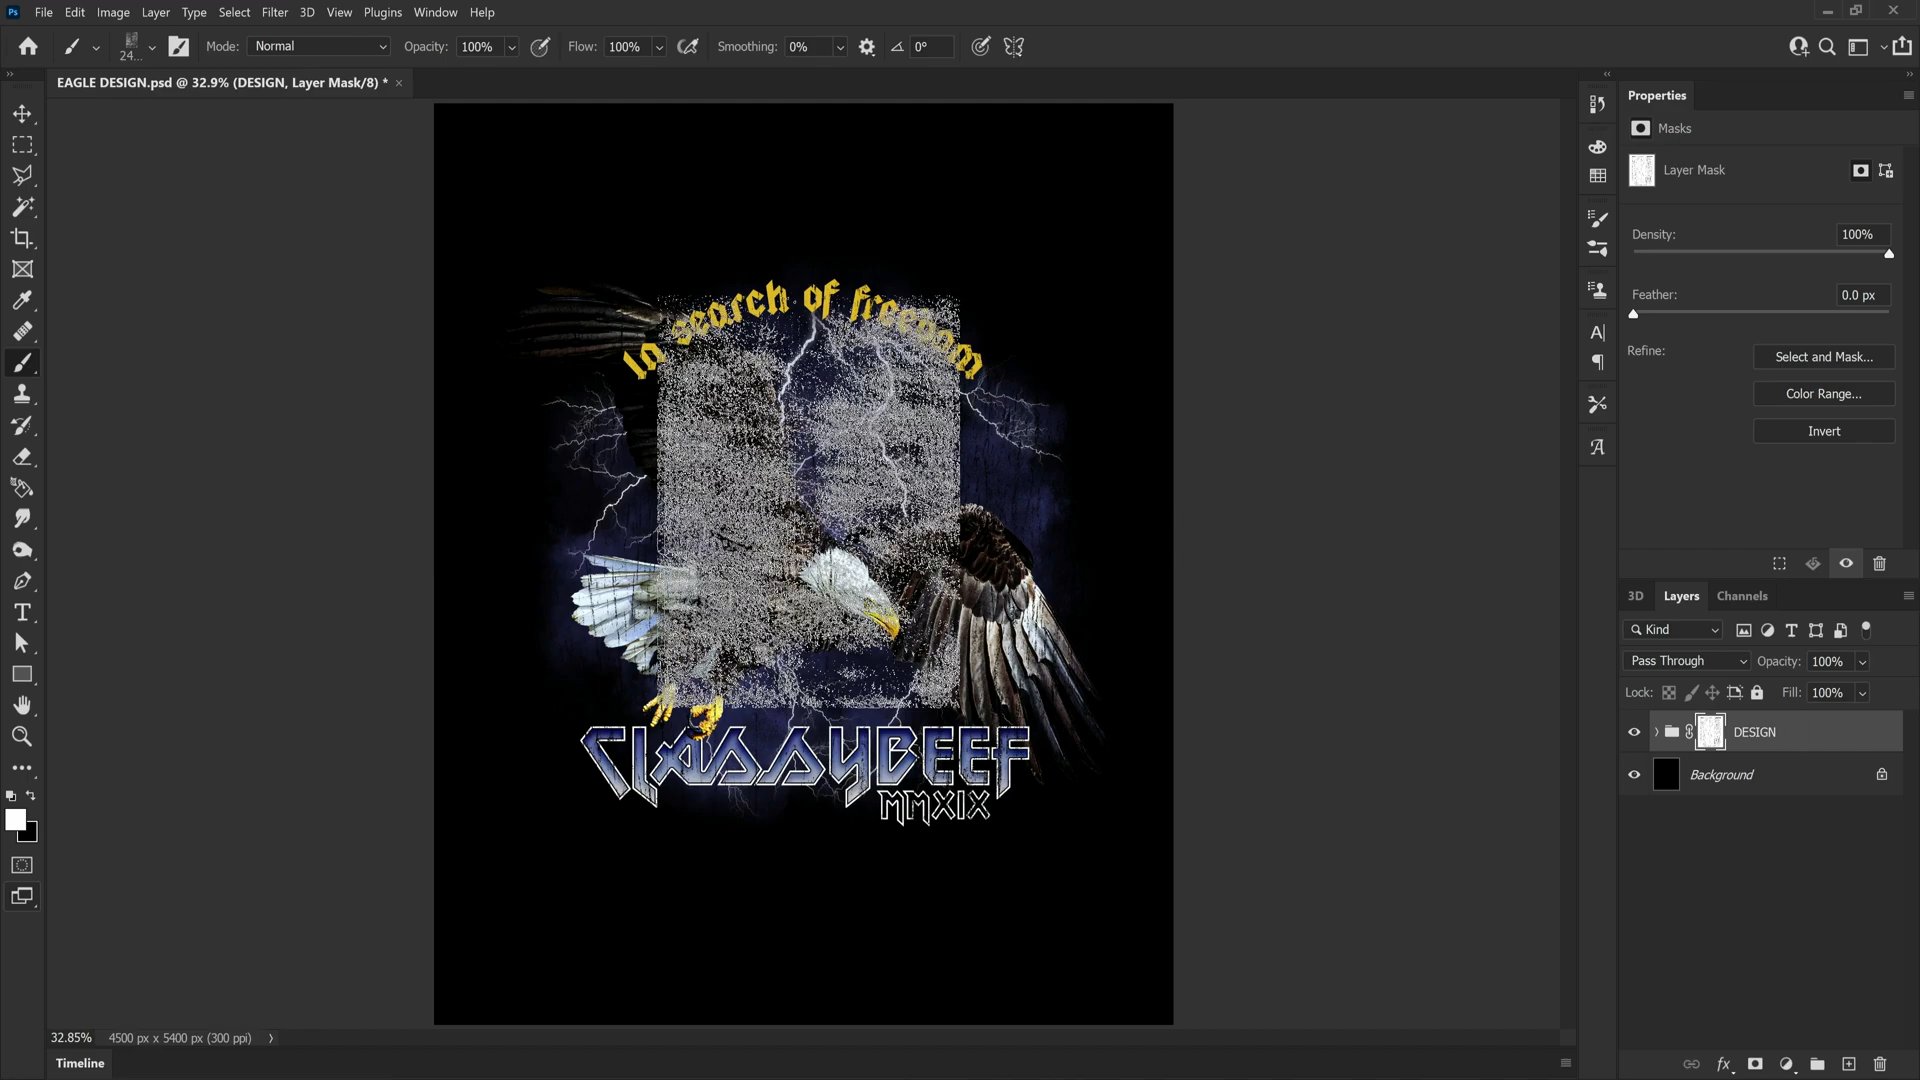 Ps File Edit Image Layer Type Select Filter 3D View Plugins Window Help
24... Mode: Normal Opacity: 100% Flow: 100% Smoothing: 0% 0°
EAGLE DESIGN.psd @ 32.9% (DESIGN, Layer Mask/8) * ×
Properties
Masks
Layer Mask
Density: 100%
Feather: 0.0 px
Refine: Select and Mask...
Color Range...
Invert
In search of freedom
CLASSYBEEF
MMXIX
3D Layers Channels
Kind
Pass Through Opacity: 100%
Lock: Fill: 100%
DESIGN
Background
32.85% 4500 px x 5400 px (300 ppi)
Timeline